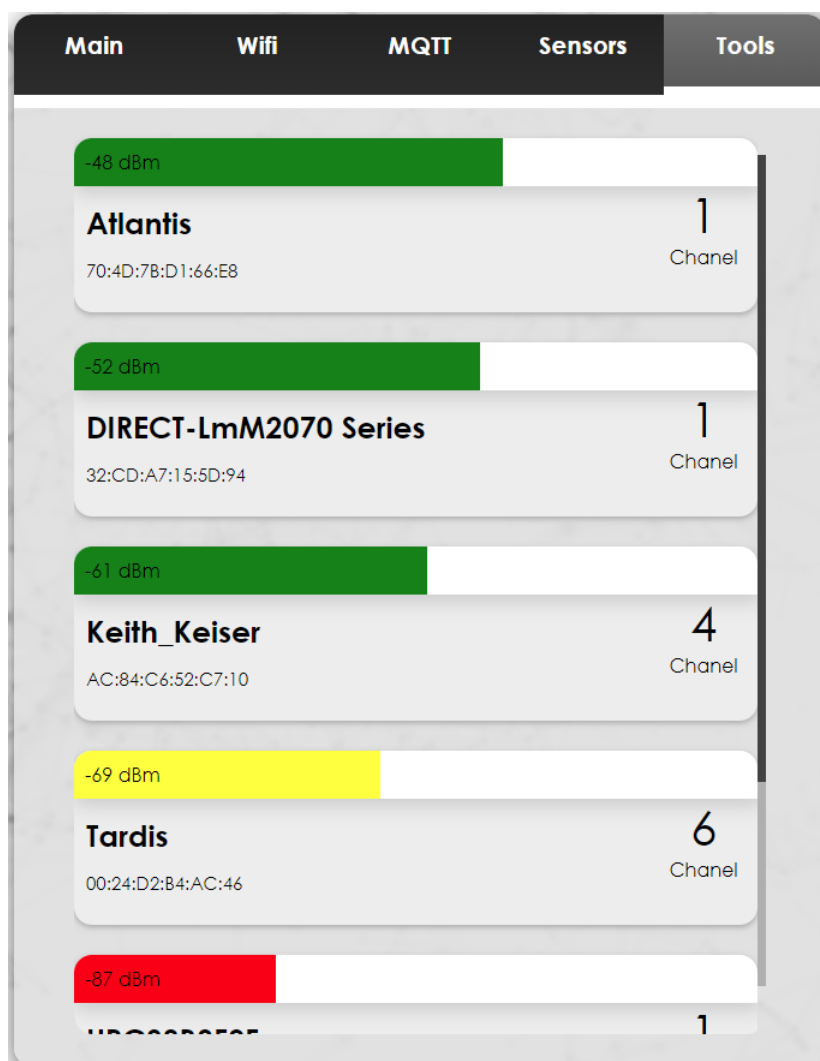 Main Wifi MQTT Sensors Tools
-48 dBm
Atlantis
1
70:4D:7B:D1:66:E8
Chanel
-52 dBm
DIRECT-LmM2070 Series
1
32:CD:A7:15:5D:94
Chanel
-61 dBm
Keith_Keiser
4
AC:84:C6:52:C7:10
Chanel
-69 dBm
Tardis
6
00:24:D2:B4:AC:46
Chanel
-87 dBm
1